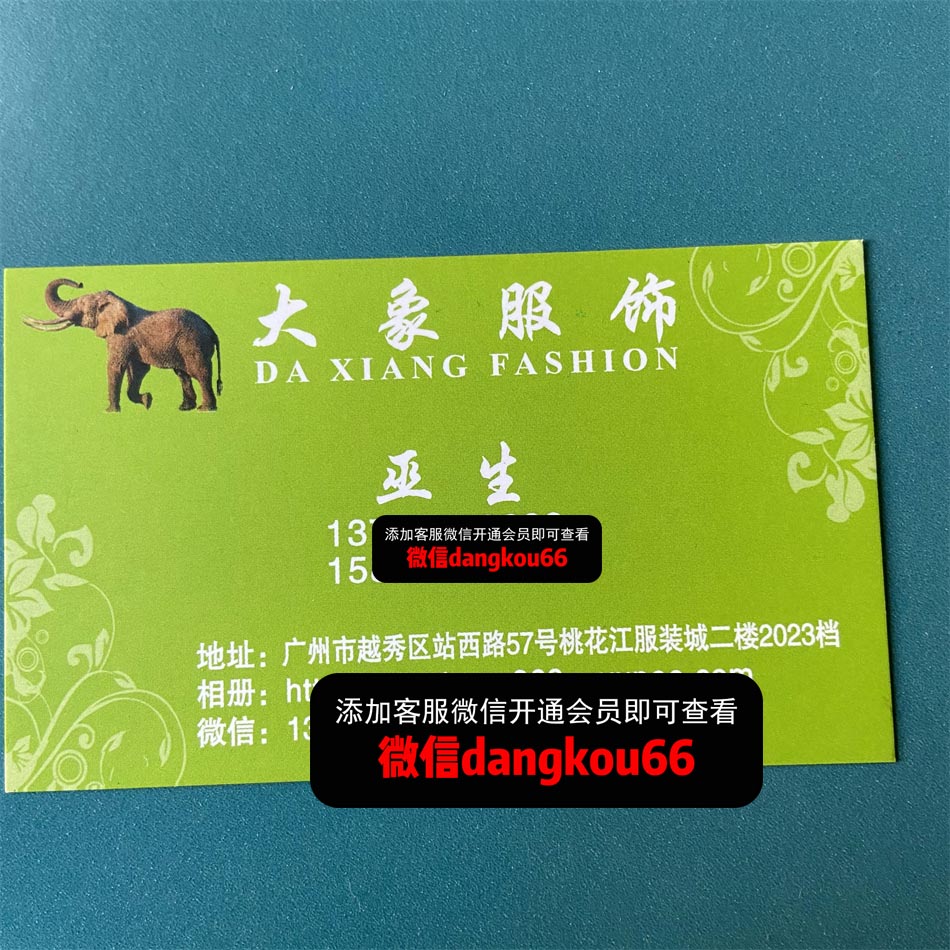 大象服饰
DA XIANG FASHION
巫生
137
添加客服微信开通会员即可查看
微信dangkou66
15
地址：广州市越秀区站西路57号桃花江服装城二楼2023档
相册：ht
添加客服微信开通会员即可查看
微信：13
微信dangkou66